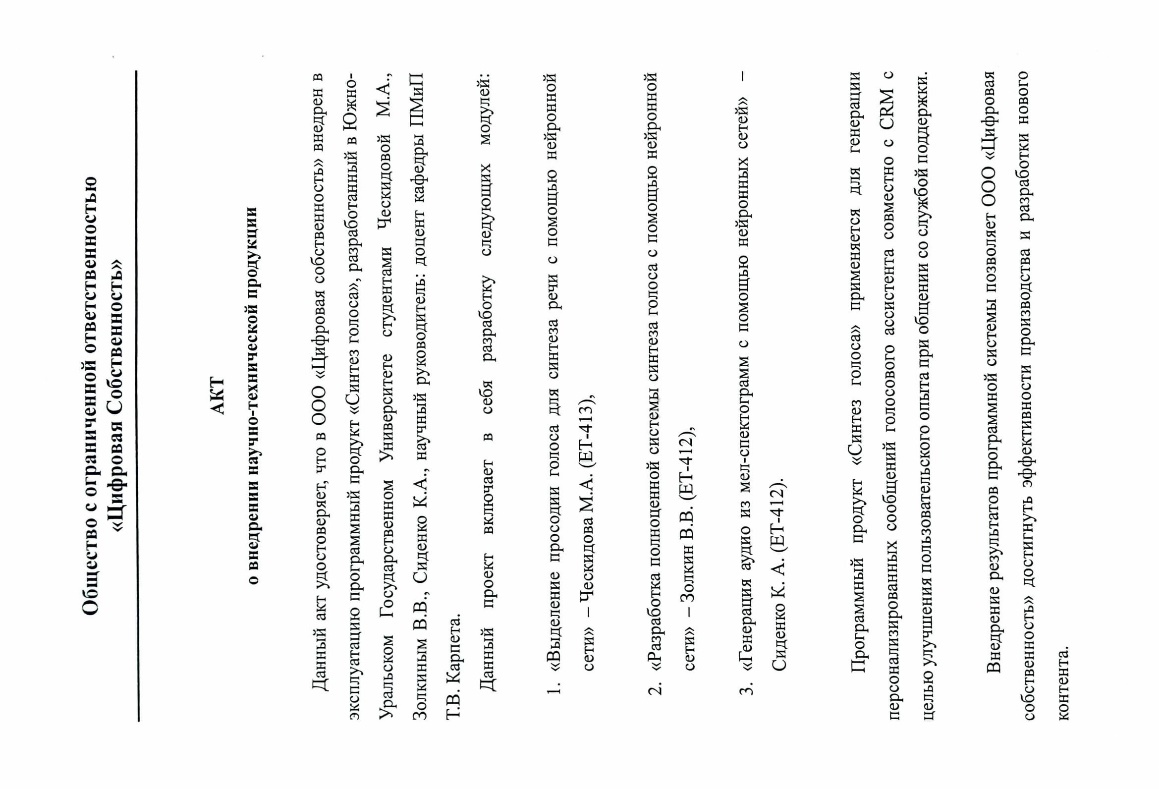 Общество с ограниченной ответственностью
«Цифровая Собственность»
АКТ
о внедрении научно-технической продукции
Данный акт удостоверяет, что в ООО «Цифровая собственность» внедрен в
эксплуатацию программный продукт «Синтез голоса», разработанный в Южно-
Уральском Государственном Университете студентами Ческидовой М.А.,
Золкиным В.В., Сиденко К.А., научный руководитель: доцент кафедры ПМиП
Т.В. Карпета.
Данный проект включает в себя разработку следующих модулей:
1. «Выделение просодии голоса для синтеза речи с помощью нейронной
сети» – Ческидова М.А. (ЕТ-413),
2. «Разработка полноценной системы синтеза голоса с помощью нейронной
сети» – Золкин В.В. (ЕТ-412),
3. «Генерация аудио из мел-спектограмм с помощью нейронных сетей» –
Сиденко К. А. (ЕТ-412).
Программный продукт «Синтез голоса» применяется для генерации
персонализированных сообщений голосового ассистента совместно с CRM с
целью улучшения пользовательского опыта при общении со службой поддержки.
Внедрение результатов программной системы позволяет ООО «Цифровая
собственность» достигнуть эффективности производства и разработки нового
контента.